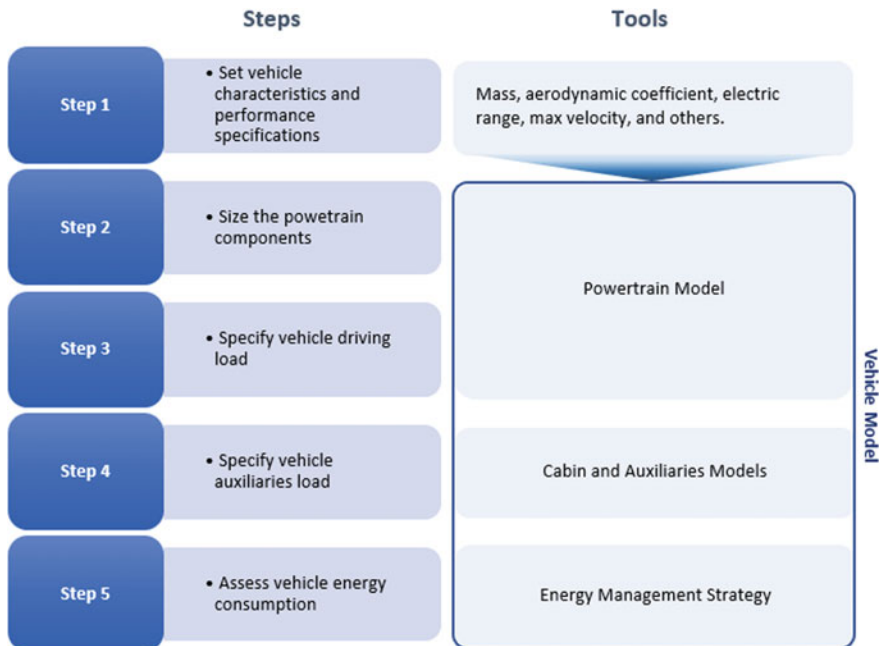 Steps
Tools
Step 1
• Set vehicle
characteristics and
performance
specifications
Mass, aerodynamic coefficient, electric
range, max velocity, and others.
Step 2
• Size the powetrain
components
Powertrain Model
Step 3
• Specify vehicle driving
load
Step 4
• Specify vehicle
auxiliaries load
Cabin and Auxiliaries Models
Step 5
• Assess vehicle energy
consumption
Energy Management Strategy
Vehicle Model